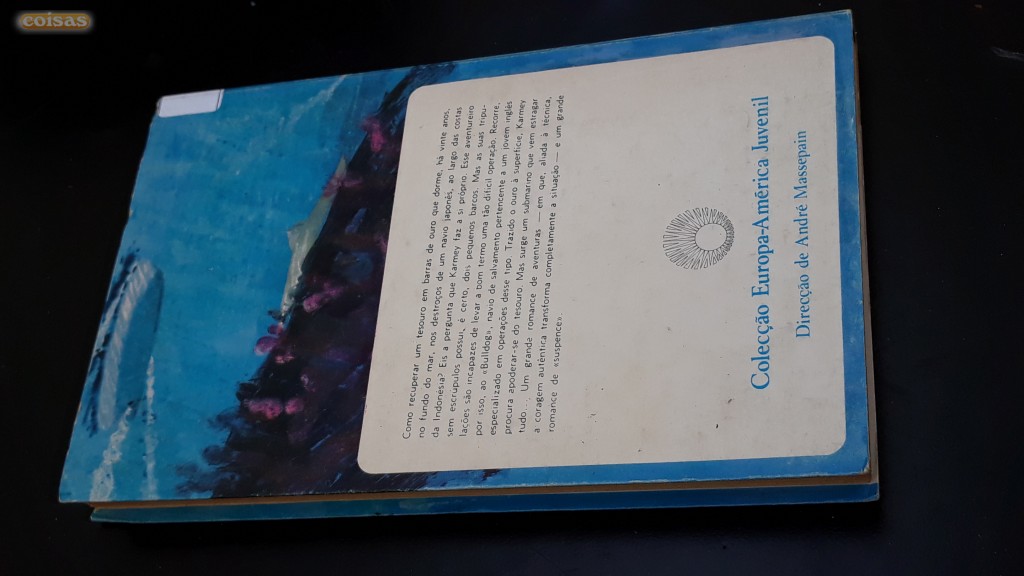 coisas
Como recuperar um tesouro em barras de ouro que dorme, há vinte anos,
no fundo do mar, nos destroços de um navio japonês, ao largo das costas
da Indonésia? Eis a pergunta que Karmey faz a si próprio. Esse aventureiro
sem escrúpulos possui, é certo, dois pequenos barcos. Mas as suas tripu-
lações são incapazes de levar a bom termo uma tão difícil operação. Recorre,
por isso, ao «Bulldog», navio de salvamento pertencente a um jovem inglês
especializado em operações desse tipo. Trazido o ouro à superfície, Karmey
procura apoderar-se do tesouro. Mas surge um submarino que vem estragar
tudo... Um grande romance de aventuras — em que, aliada à técnica,
a coragem autêntica transforma completamente a situação — e um grande
romance de «suspence».
Colecção Europa-América Juvenil
Direcção de André Massepain